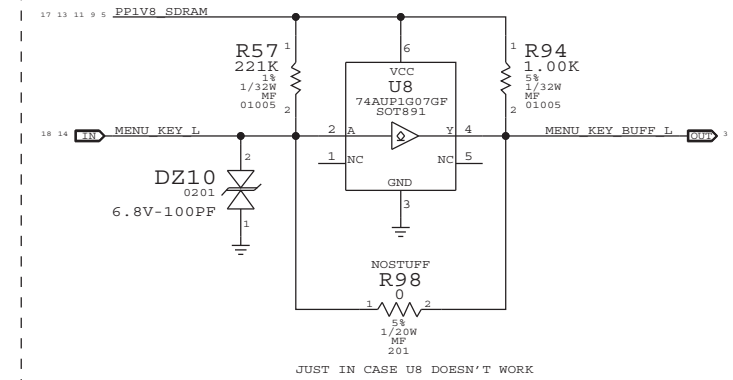 17 13 11 9 5 PP1V8_SDRAM
R57 1
221K
1%
1/32W
MF
01005
2
6
VCC
U8
74AUP1G07GF
SOT891
1 R94
1.00K
5%
1/32W
MF
01005
2
18 14 IN MENU_KEY_L
2 A
Y 4
MENU_KEY_BUFF_L OUT 3
1 NC
NC 5
GND
3
2
DZ10
0201
6.8V-100PF
1
NOSTUFF
R98
0
1 2
5%
1/20W
MF
201
JUST IN CASE U8 DOESN'T WORK